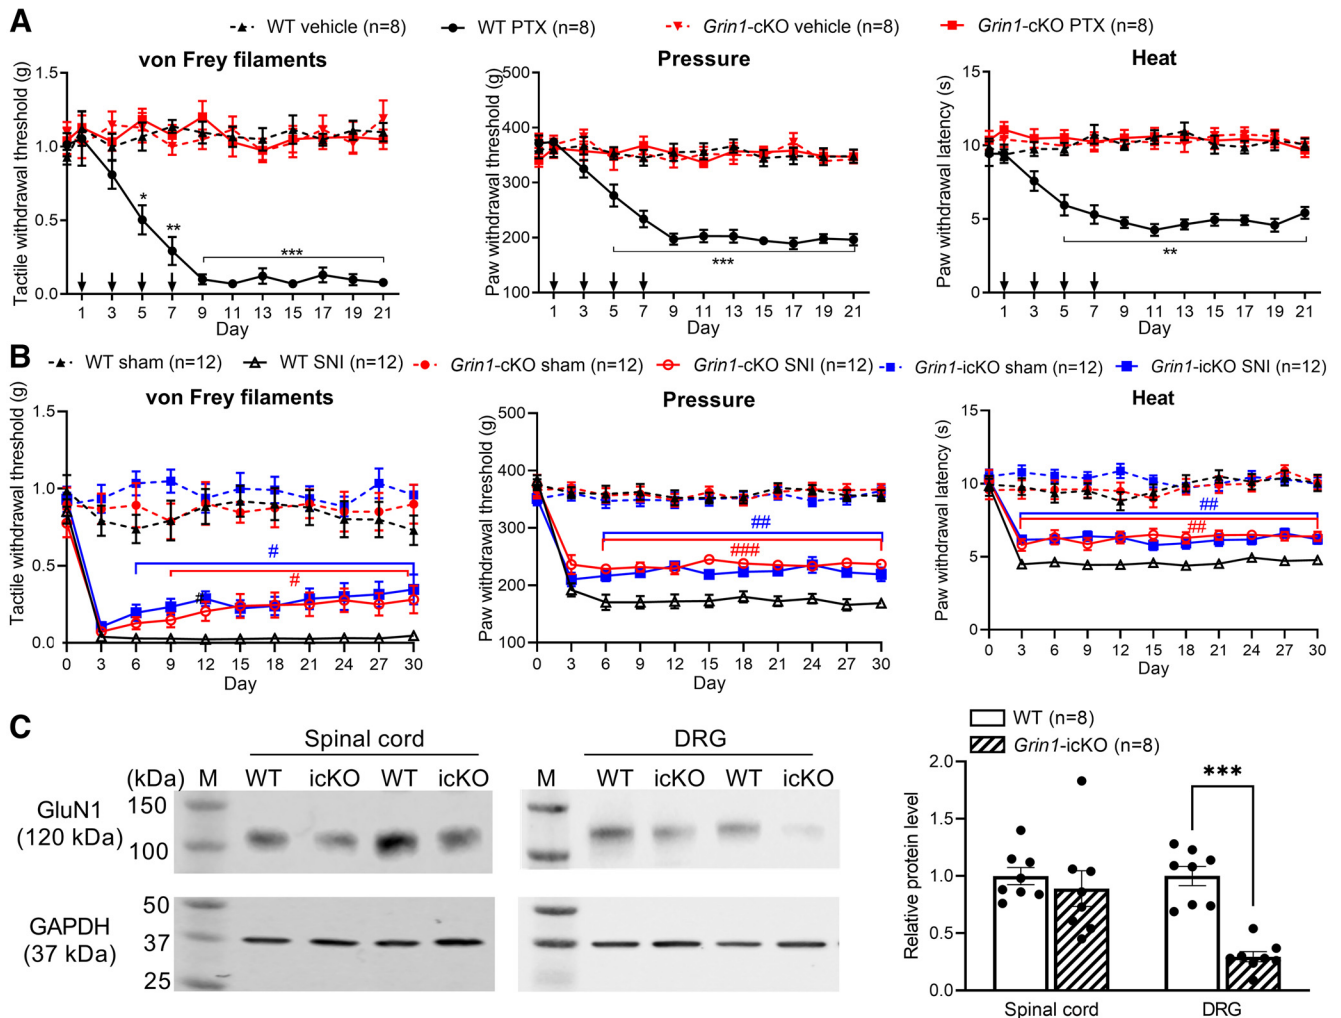 A
WT vehicle (n=8) WT PTX (n=8) Grin1-cKO vehicle (n=8) Grin1-cKO PTX (n=8)
von Frey filaments Pressure Heat
Tactile withdrawal threshold (g)
1.5
1.0
0.5
0.0
* ** ***
1 3 5 7 9 11 13 15 17 19 21
Day
Paw withdrawal threshold (g)
500
400
300
200
100
***
1 3 5 7 9 11 13 15 17 19 21
Day
Paw withdrawal latency (s)
15
10
5
0
**
1 3 5 7 9 11 13 15 17 19 21
Day
B
WT sham (n=12) WT SNI (n=12) Grin1-cKO sham (n=12) Grin1-cKO SNI (n=12) Grin1-icKO sham (n=12) Grin1-icKO SNI (n=12)
von Frey filaments Pressure Heat
Tactile withdrawal threshold (g)
1.5
1.0
0.5
0.0
#
#
0 3 6 9 12 15 18 21 24 27 30
Day
Paw withdrawal threshold (g)
500
400
300
200
100
##
###
0 3 6 9 12 15 18 21 24 27 30
Day
Paw withdrawal latency (s)
15
10
5
0
##
##
0 3 6 9 12 15 18 21 24 27 30
Day
C
Spinal cord DRG
(kDa) M WT icKO WT icKO M WT icKO WT icKO
GluN1
(120 kDa)
150
100
GAPDH
(37 kDa)
50
37
25
WT (n=8)
Grin1-icKO (n=8)
Relative protein level
2.0
1.5
1.0
0.5
0.0
***
Spinal cord DRG